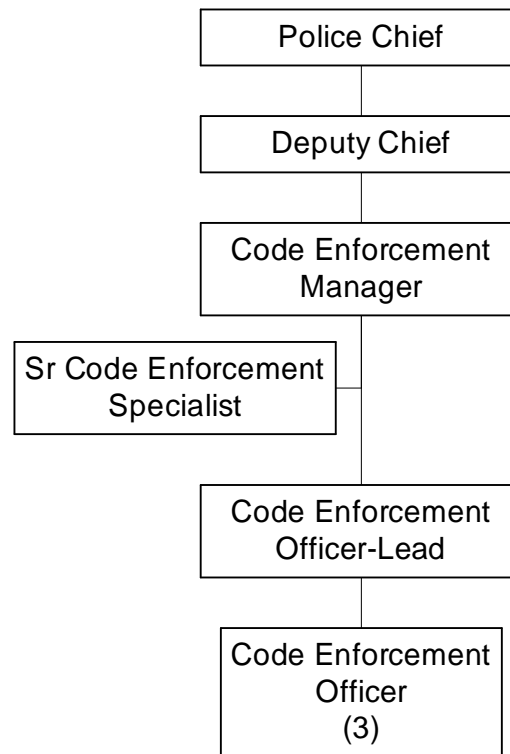 Police Chief
Deputy Chief
Code Enforcement
Manager
Sr Code Enforcement
Specialist
Code Enforcement
Officer-Lead
Code Enforcement
Officer
(3)